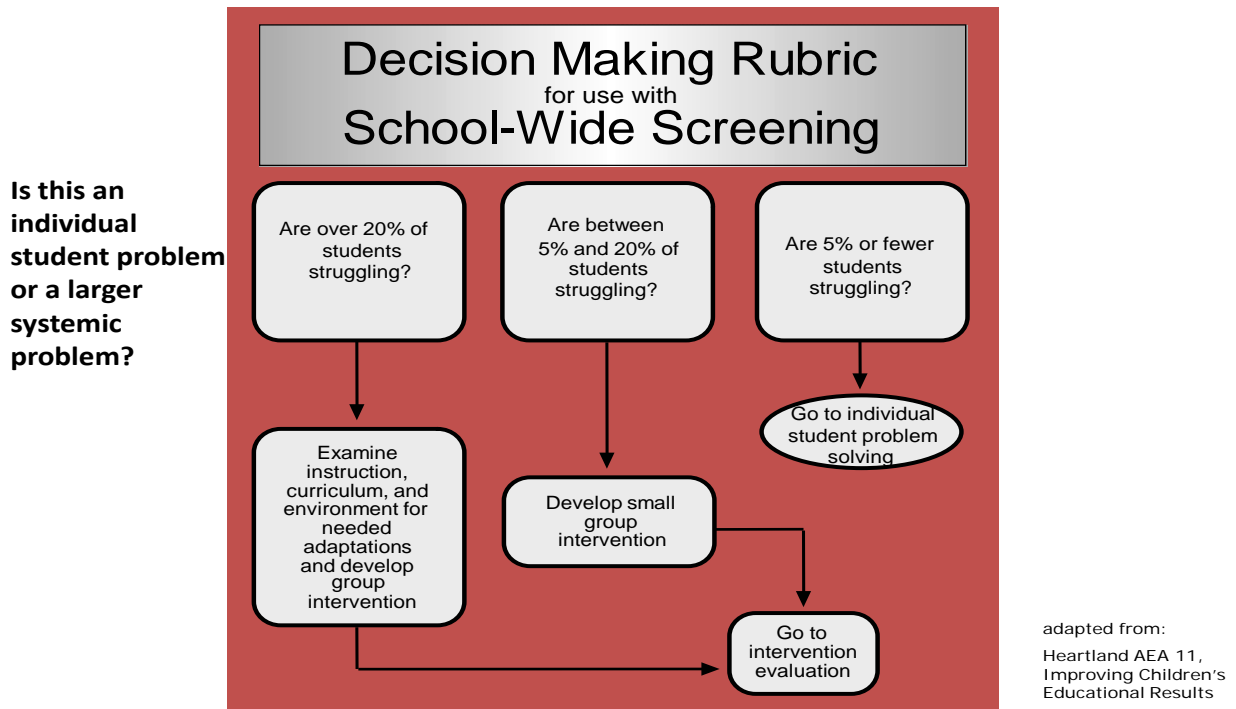 Decision Making Rubric
for use with
School-Wide Screening
Is this an
individual
student problem
or a larger
systemic
problem?
Are over 20% of
students
struggling?
Are between
5% and 20% of
students
struggling?
Are 5% or fewer
students
struggling?
Go to individual
student problem
solving
Examine
instruction,
curriculum, and
environment for
needed
adaptations
and develop
group
intervention
Develop small
group
intervention
Go to
intervention
evaluation
adapted from:
Heartland AEA 11,
Improving Children's
Educational Results